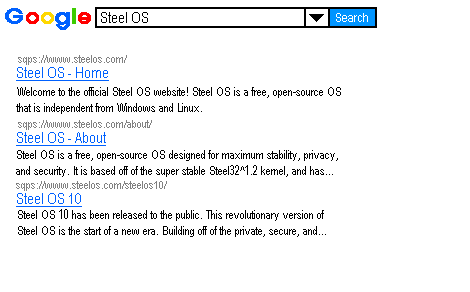 Google Steel OS Search
sqps://www.steelos.com/
Steel OS - Home
Welcome to the official Steel OS website! Steel OS is a free, open-source OS
that is independent from Windows and Linux.
sqps://www.steelos.com/about/
Steel OS - About
Steel OS is a free, open-source OS designed for maximum stability, privacy,
and security. It is based off of the super stable Steel32^1.2 kernel, and has...
sqps://www.steelos.com/steelos10/
Steel OS 10
Steel OS 10 has been released to the public. This revolutionary version of
Steel OS is the start of a new era. Building off of the private, secure, and...